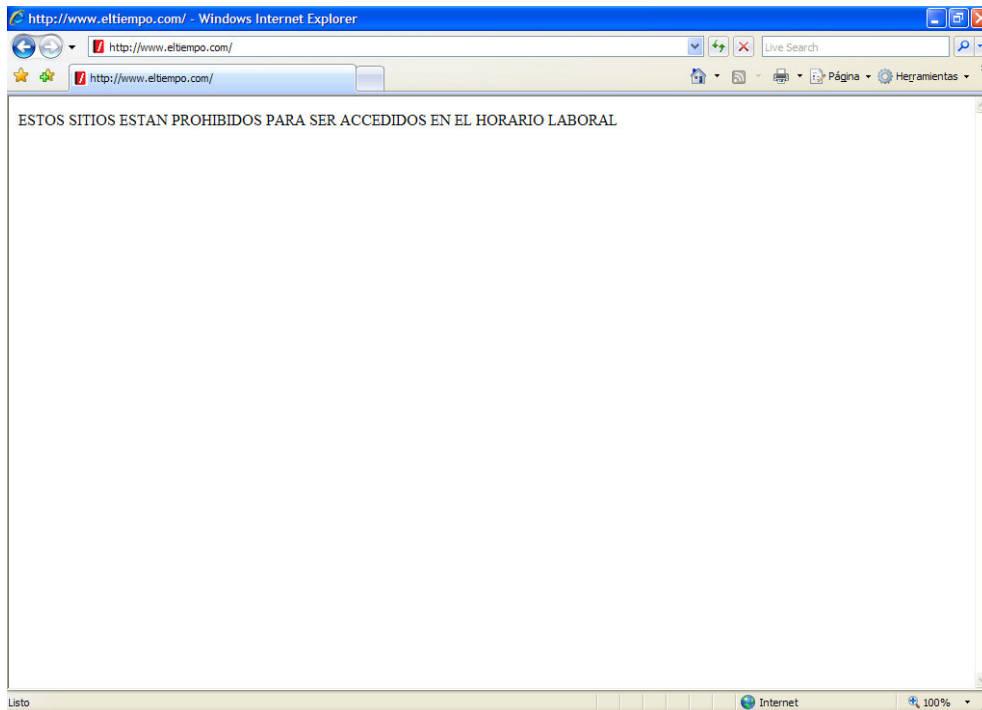 http://www.eltiempo.com/ - Windows Internet Explorer
http://www.eltiempo.com/ Live Search
http://www.eltiempo.com/ Página Herramientas
ESTOS SITIOS ESTAN PROHIBIDOS PARA SER ACCEDIDOS EN EL HORARIO LABORAL
Listo Internet 100%